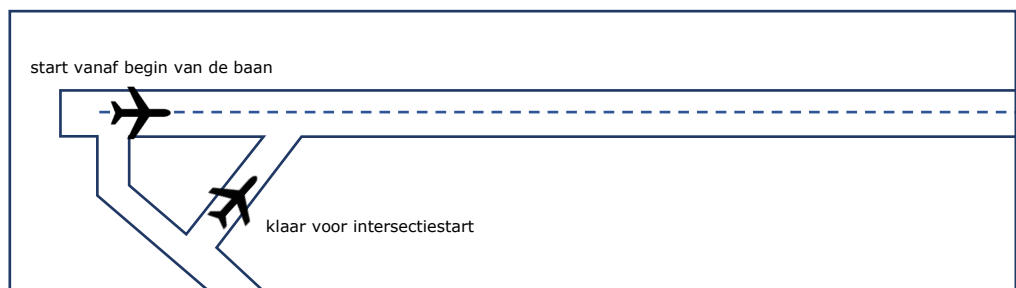 start vanaf begin van de baan
klaar voor intersectiestart